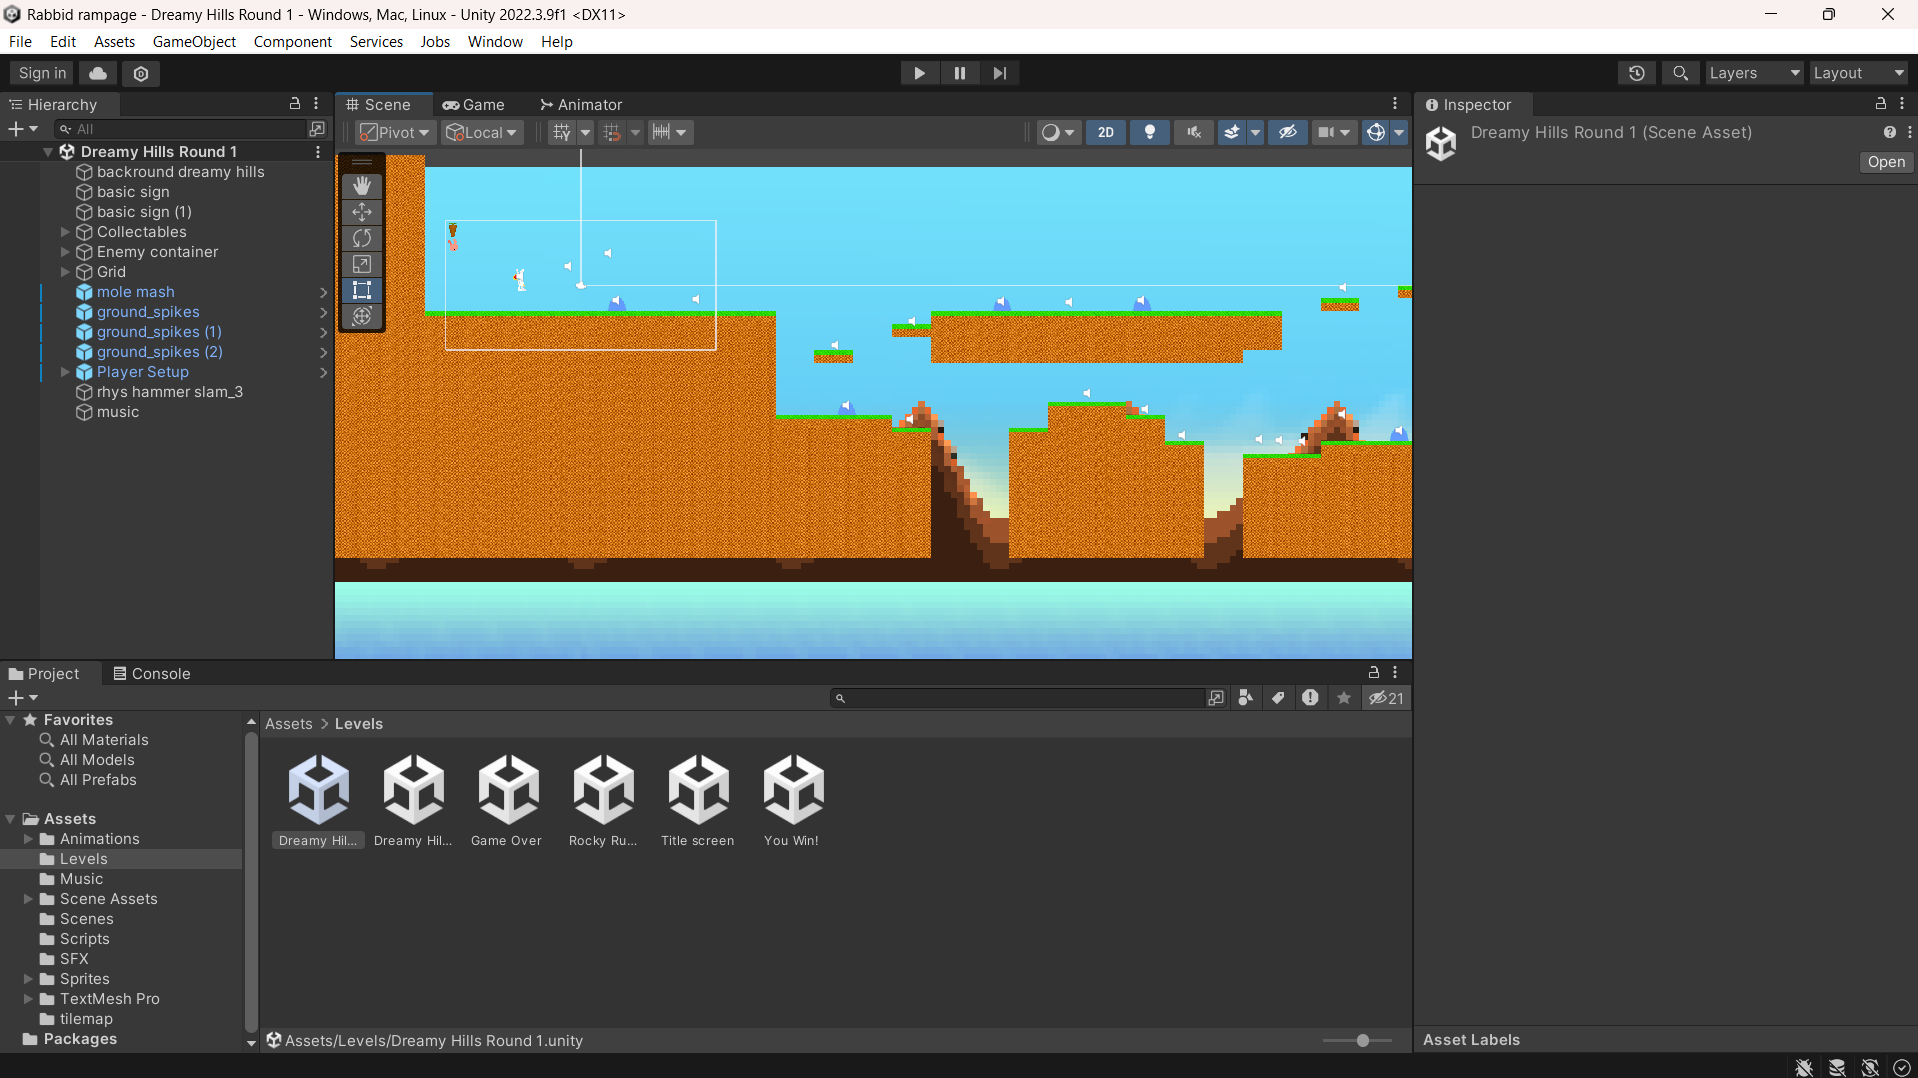 Rabbid rampage - Dreamy Hills Round 1 - Windows, Mac, Linux - Unity 2022.3.9f1 <DX11>
File Edit Assets GameObject Component Services Jobs Window Help
Sign in
Layers
Layout
Hierarchy
Scene
Game
Animator
Inspector
All
Pivot
Local
2D
Dreamy Hills Round 1 (Scene Asset)
Open
Dreamy Hills Round 1
backround dreamy hills
basic sign
basic sign (1)
Collectables
Enemy container
Grid
mole mash
ground_spikes
ground_spikes (1)
ground_spikes (2)
Player Setup
rhys hammer slam_3
music
Project
Console
21
Favorites
All Materials
All Models
All Prefabs
Assets
Animations
Levels
Music
Scene Assets
Scenes
Scripts
SFX
Sprites
TextMesh Pro
tilemap
Packages
Assets > Levels
Dreamy Hil...
Dreamy Hil...
Game Over
Rocky Ru...
Title screen
You Win!
Assets/Levels/Dreamy Hills Round 1.unity
Asset Labels